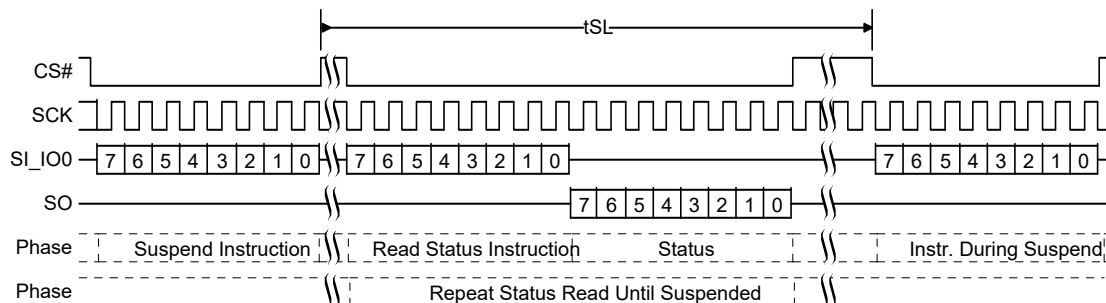 tSL
CS#
SCK
SI_IO0 7 6 5 4 3 2 1 0 7 6 5 4 3 2 1 0 7 6 5 4 3 2 1 0
SO 7 6 5 4 3 2 1 0
Phase Suspend Instruction Read Status Instruction Status Instr. During Suspend
Phase Repeat Status Read Until Suspended